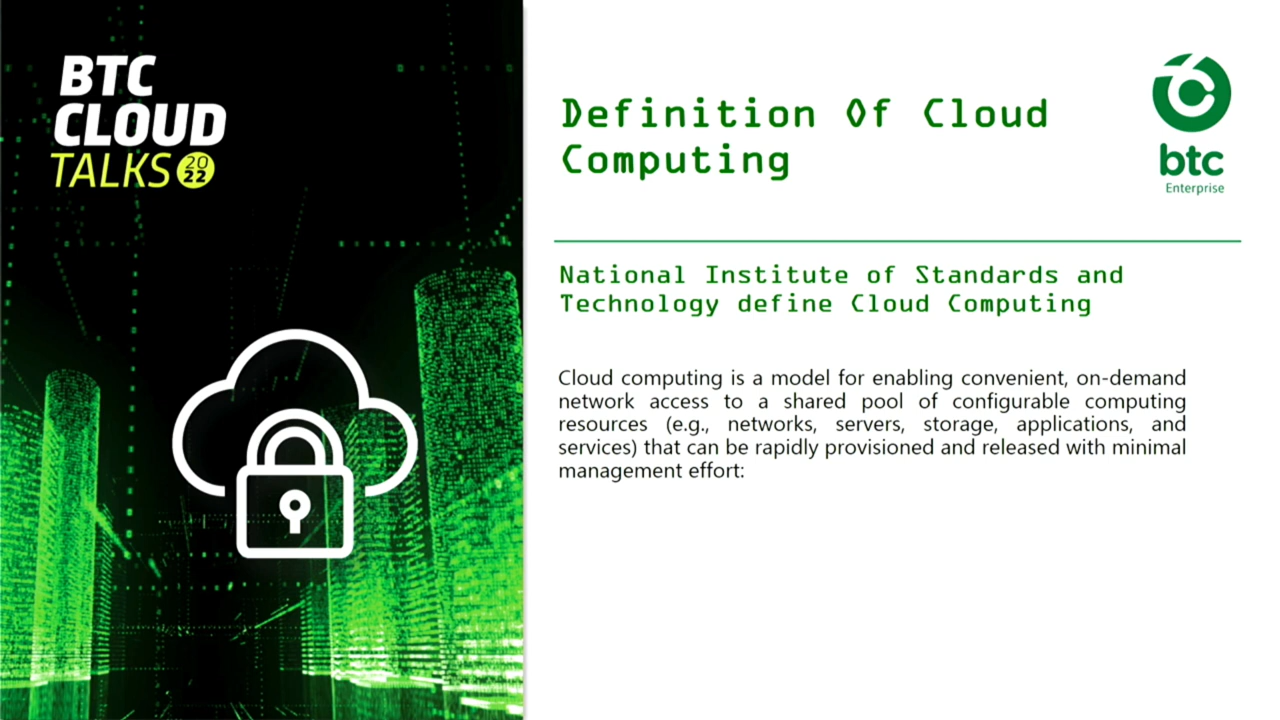 BTC
CLOUD
TALKS 20
22
Definition Of Cloud
Computing
btc
Enterprise
National Institute of Standards and
Technology define Cloud Computing
Cloud computing is a model for enabling convenient, on-demand
network access to a shared pool of configurable computing
resources (e.g., networks, servers, storage, applications, and
services) that can be rapidly provisioned and released with minimal
management effort: